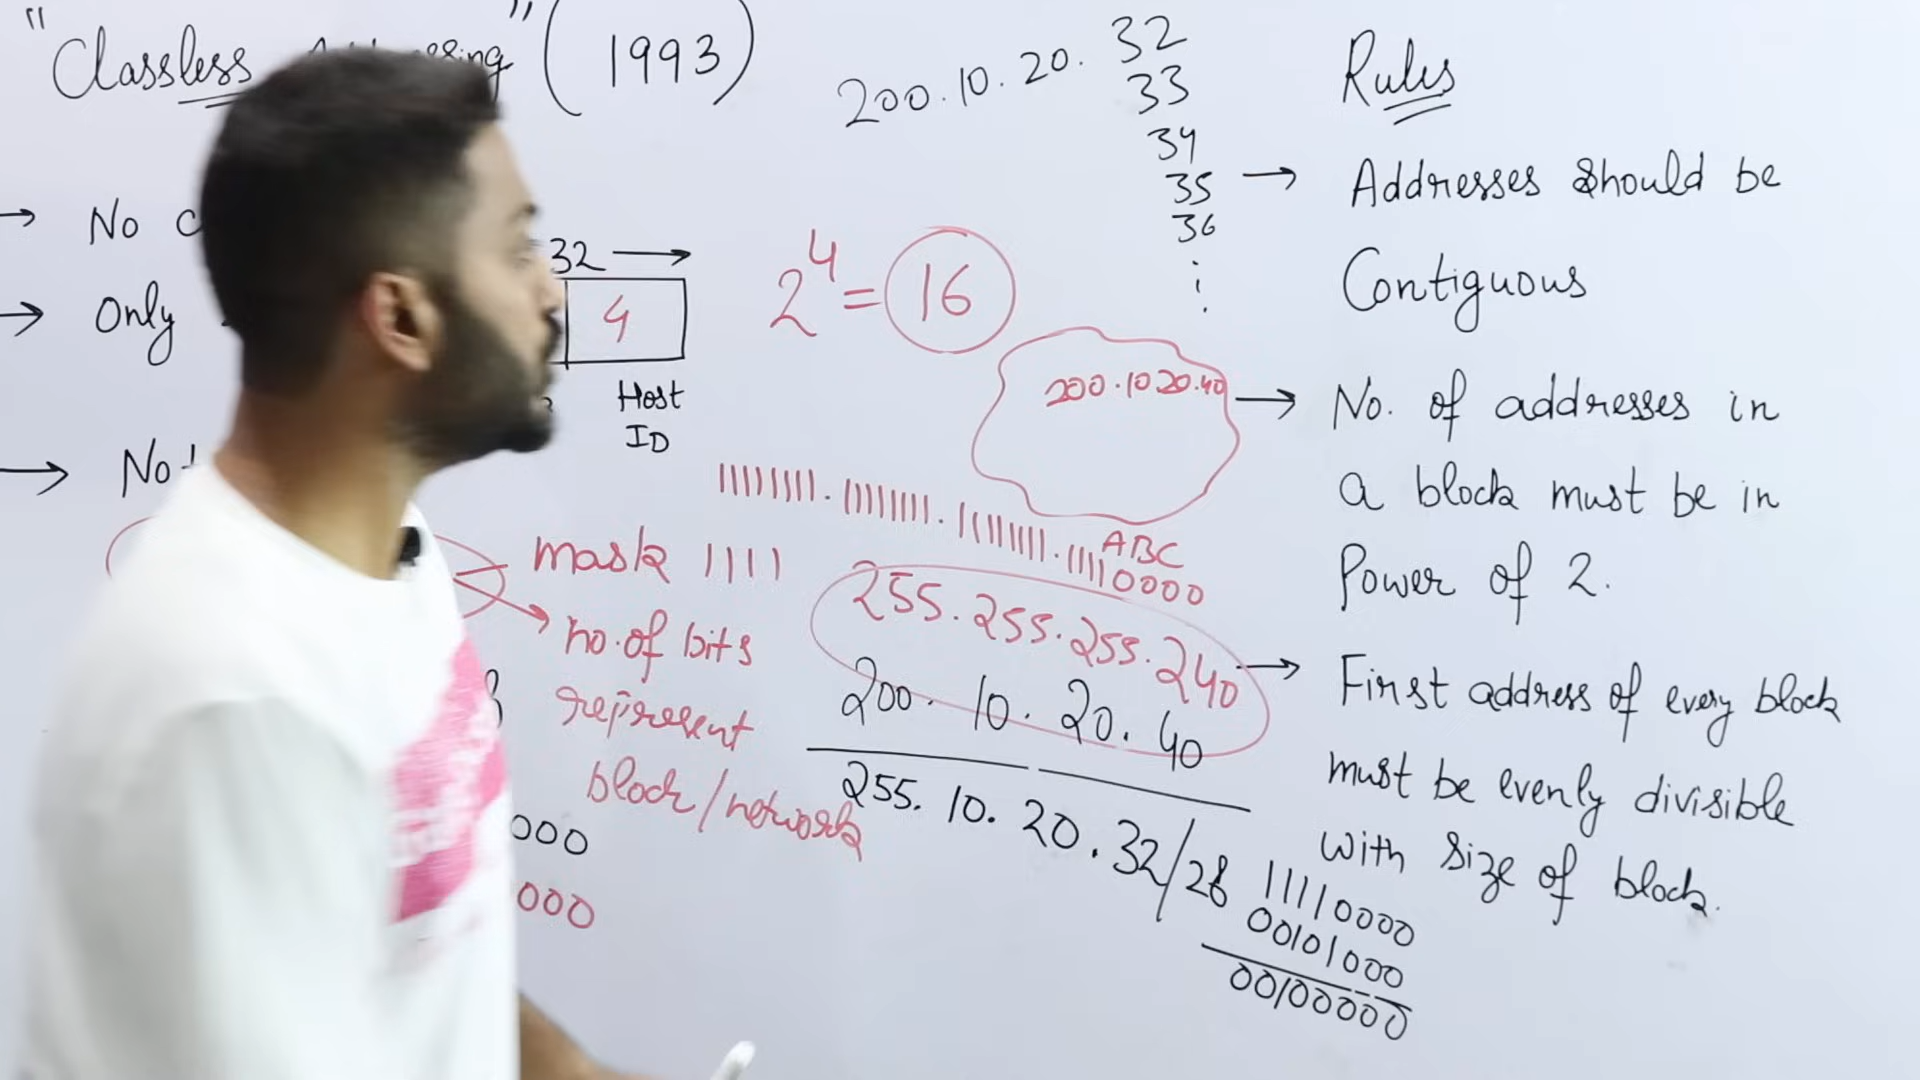 "Classless Addressing" (1993)
→ No
→ Only
→ Not
32 →
4
Host
ID
mask 1111
no. of bits
represent
block/network
000
000
200.10.20.32
33
34
35
36
2^4 = 16
200.10.20.40
ABC
11111111.11111111.11111111.11110000
255.255.255.240
200.10.20.40
255.10.20.32/28
11110000
00101000
00100000
Rules
→ Addresses should be
Contiguous
→ No. of addresses in
a block must be in
Power of 2.
→ First address of every block
must be evenly divisible
with size of block.